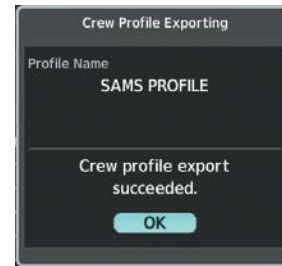 Crew Profile Exporting
Profile Name
SAMS PROFILE
Crew profile export
succeeded.
OK